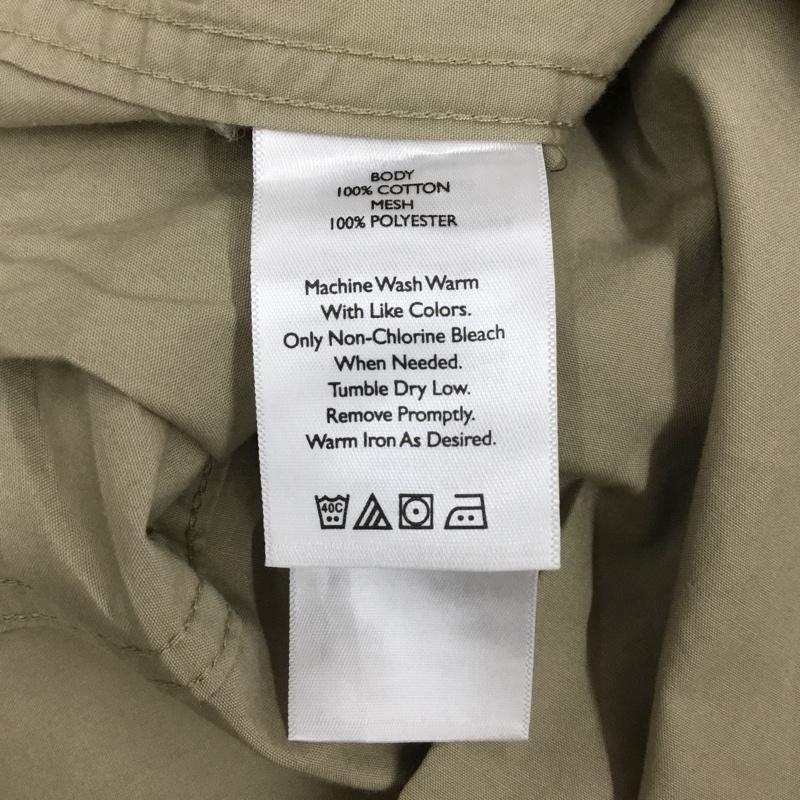 BODY
100% COTTON
MESH
100% POLYESTER
Machine Wash Warm
With Like Colors.
Only Non-Chlorine Bleach
When Needed.
Tumble Dry Low.
Remove Promptly.
Warm Iron As Desired.
40C